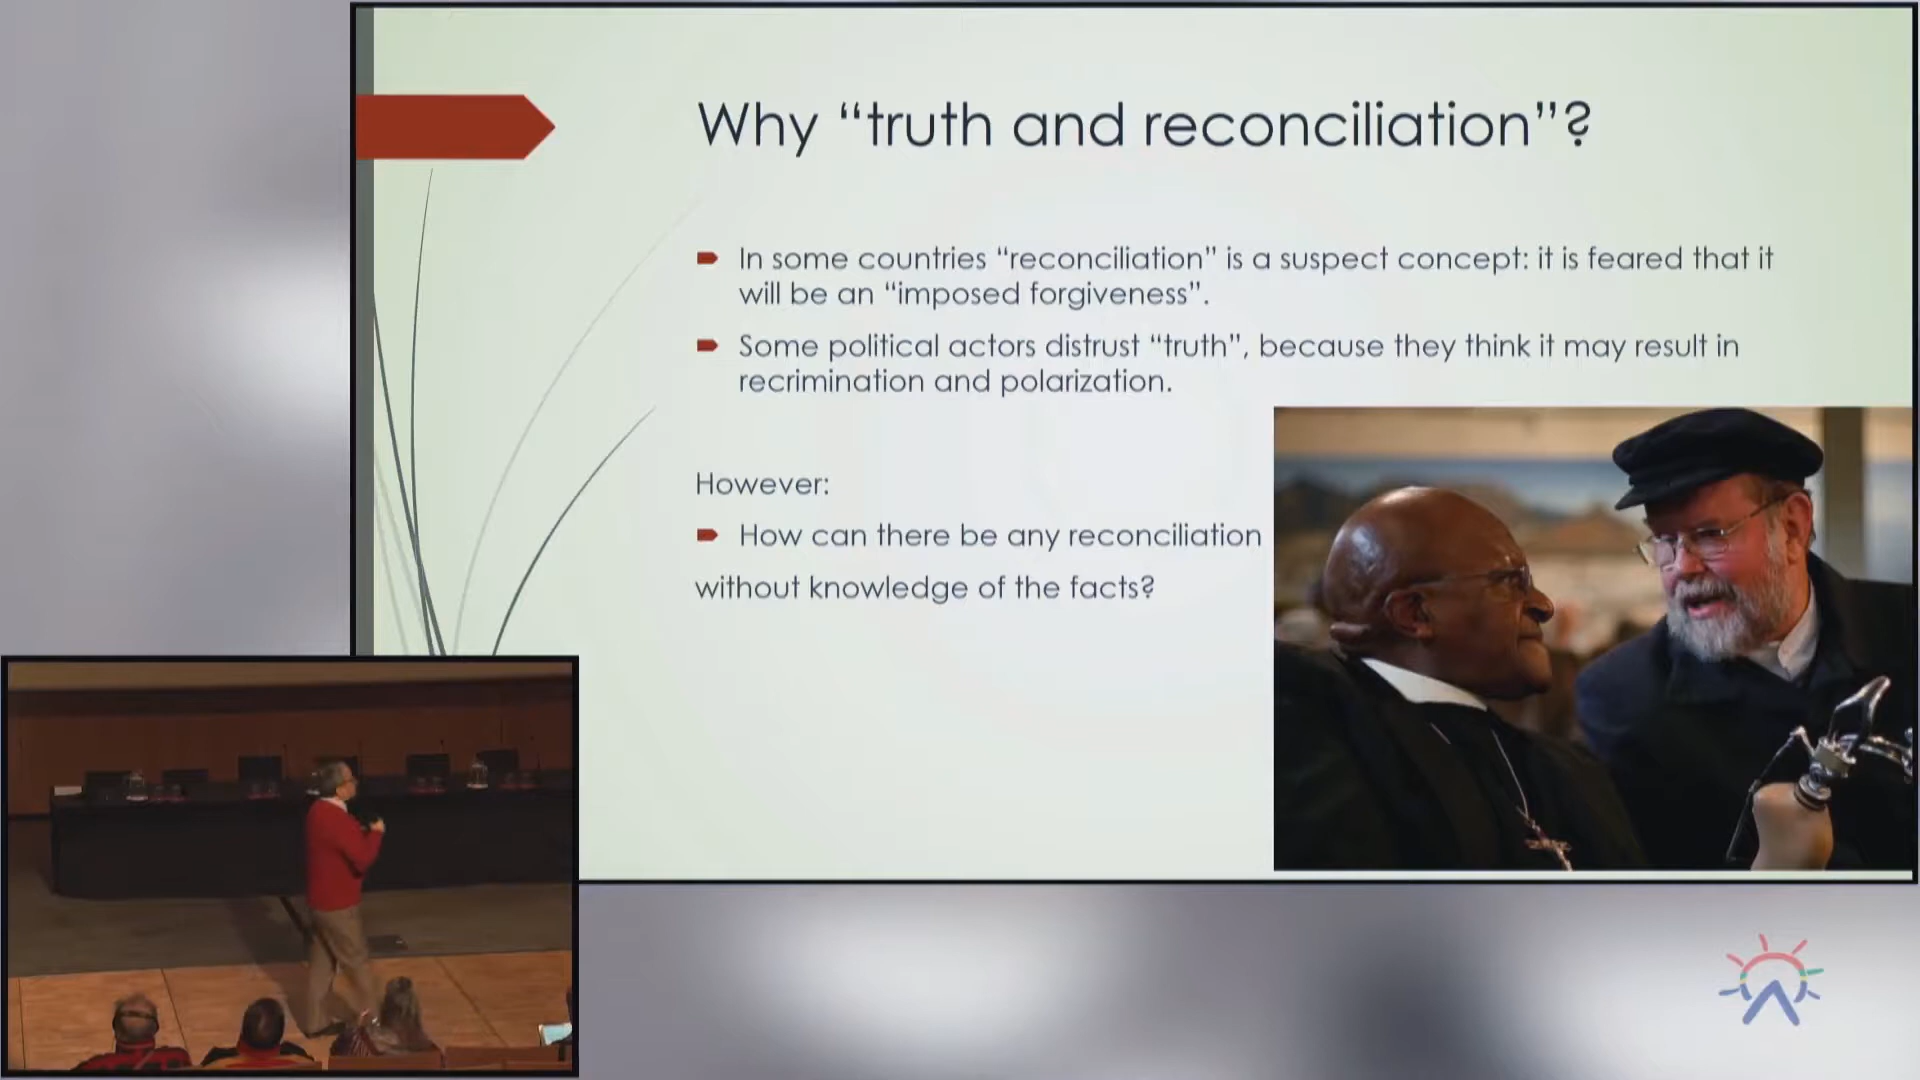 Why “truth and reconciliation”?
In some countries “reconciliation” is a suspect concept: it is feared that it
will be an “imposed forgiveness”.
Some political actors distrust “truth”, because they think it may result in
recrimination and polarization.
However:
How can there be any reconciliation
without knowledge of the facts?